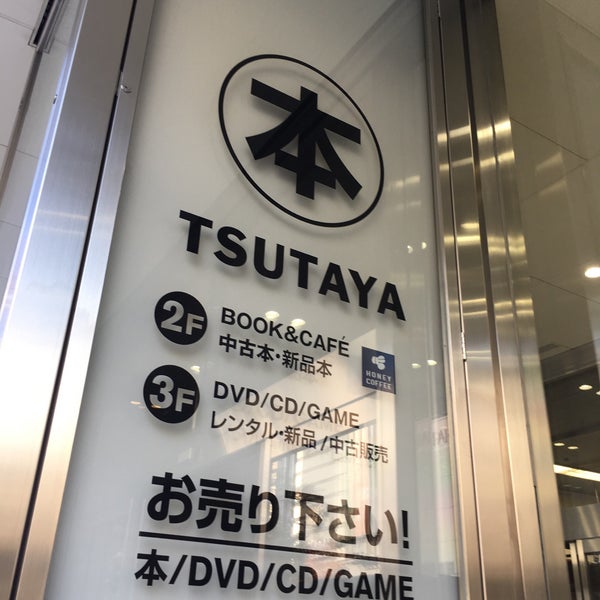 本
TSUTAYA
2F
BOOK&CAFÉ
中古本・新品本
HONEY
COFFEE
3F
DVD/CD/GAME
レンタル・新品/中古販売
お売り下さい!
本/DVD/CD/GAME